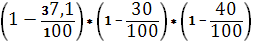 (1 − 37,1/100) * (1 − 30/100) * (1 − 40/100)